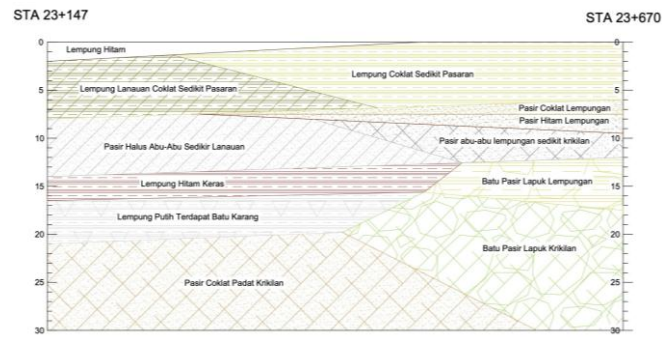 STA 23+147
STA 23+670
0
0
Lempung Hitam
Lempung Coklat Sedikit Pasaran
5
Lempung Lanauan Coklat Sedikit Pasaran
5
Pasir Coklat Lempungan
Pasir Hitam Lempungan
10
Pasir abu-abu lempungan sedikit krikilan
10
Pasir Halus Abu-Abu Sedikir Lanauan
Lempung Hitam Keras
Batu Pasir Lapuk Lempungan
15
15
Lempung Putih Terdapat Batu Karang
20
20
Batu Pasir Lapuk Krikilan
25
Pasir Coklat Padat Krikilan
25
30
30